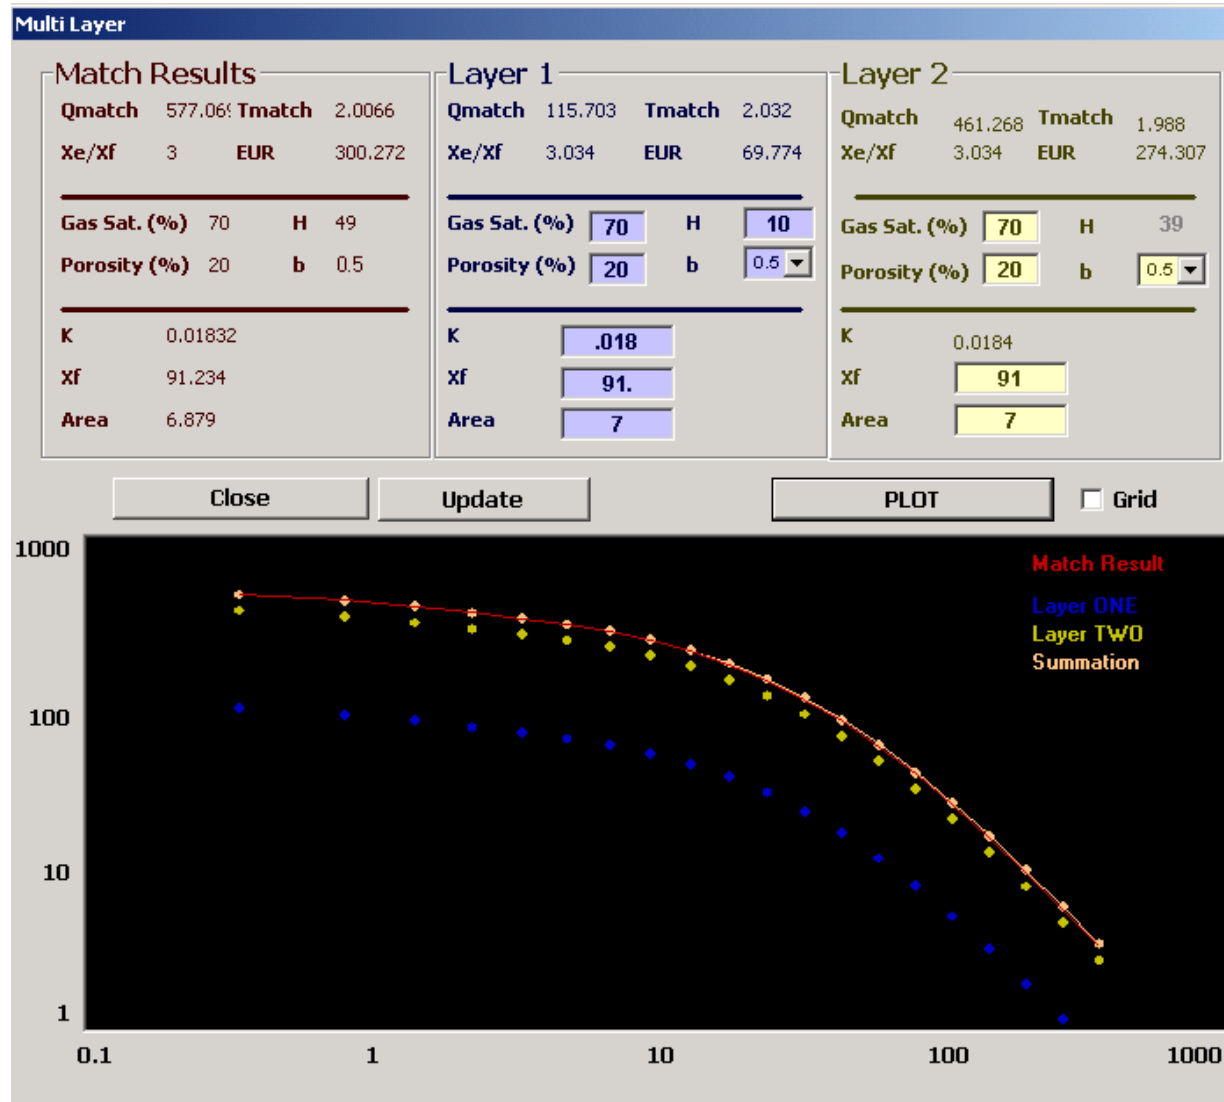 Multi Layer
Match Results
Qmatch 577.069 Tmatch 2.0066
Xe/Xf 3 EUR 300.272
Gas Sat. (%) 70 H 49
Porosity (%) 20 b 0.5
K 0.01832
Xf 91.234
Area 6.879
Layer 1
Qmatch 115.703 Tmatch 2.032
Xe/Xf 3.034 EUR 69.774
Gas Sat. (%) 70 H 10
Porosity (%) 20 b 0.5
K .018
Xf 91.
Area 7
Layer 2
Qmatch 461.268 Tmatch 1.988
Xe/Xf 3.034 EUR 274.307
Gas Sat. (%) 70 H 39
Porosity (%) 20 b 0.5
K 0.0184
Xf 91
Area 7
Close Update PLOT Grid
1000
100
10
1
Match Result
Layer ONE
Layer TWO
Summation
0.1 1 10 100 1000